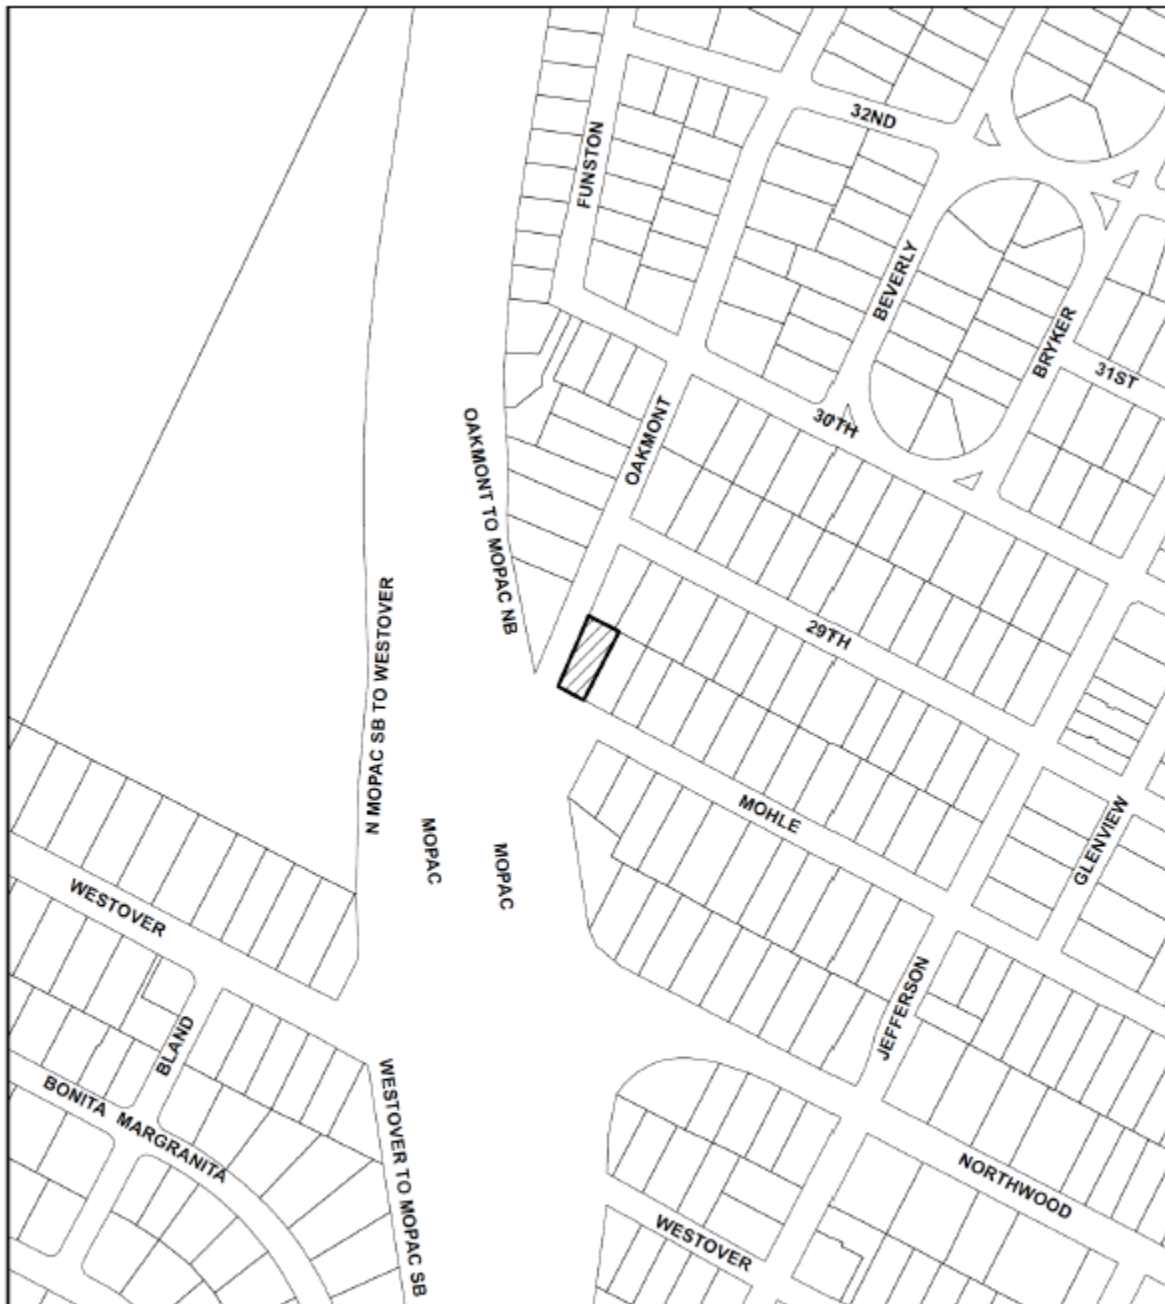 32ND
FUNSTON
BEVERLY
BRYKER
31ST
30TH
OAKMONT
OAKMONT TO MOPAC NB
N MOPAC SB TO WESTOVER
29TH
MOHLE
GLENVIEW
MOPAC
MOPAC
WESTOVER
JEFFERSON
BLAND
BONITA MARGRANITA
WESTOVER TO MOPAC SB
NORTHWOOD
WESTOVER